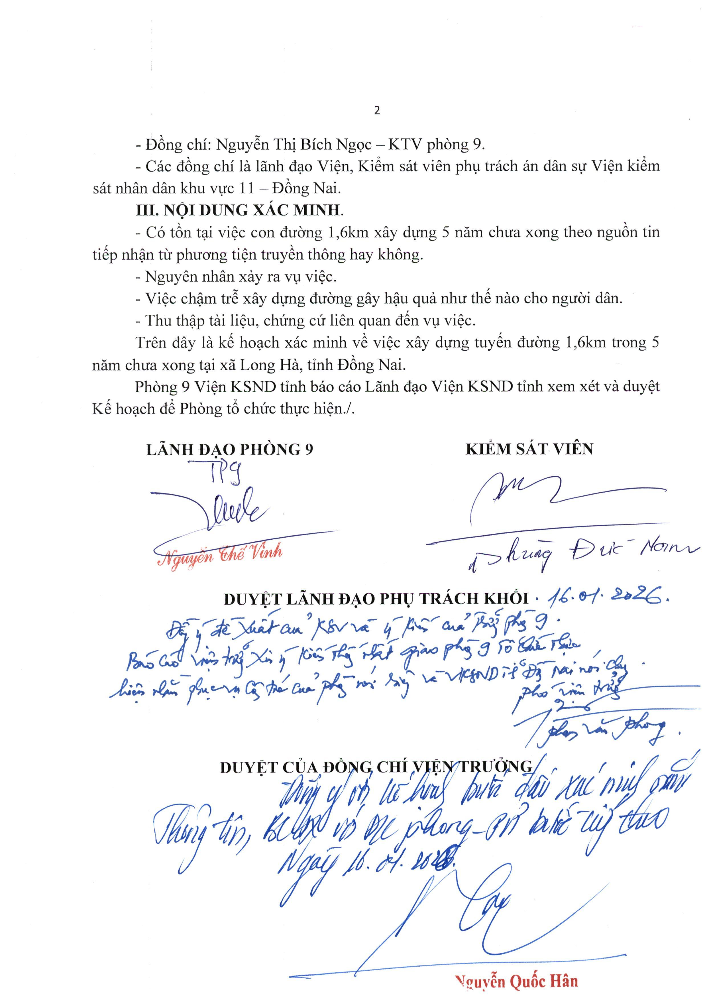 2
- Đồng chí: Nguyễn Thị Bích Ngọc – KTV phòng 9.
- Các đồng chí là lãnh đạo Viện, Kiểm sát viên phụ trách án dân sự Viện kiểm
sát nhân dân khu vực 11 – Đồng Nai.
III. NỘI DUNG XÁC MINH.
- Có tồn tại việc con đường 1,6km xây dựng 5 năm chưa xong theo nguồn tin
tiếp nhận từ phương tiện truyền thông hay không.
- Nguyên nhân xảy ra vụ việc.
- Việc chậm trễ xây dựng đường gây hậu quả như thế nào cho người dân.
- Thu thập tài liệu, chứng cứ liên quan đến vụ việc.
Trên đây là kế hoạch xác minh về việc xây dựng tuyến đường 1,6km trong 5
năm chưa xong tại xã Long Hà, tỉnh Đồng Nai.
Phòng 9 Viện KSND tỉnh báo cáo Lãnh đạo Viện KSND tỉnh xem xét và duyệt
Kế hoạch để Phòng tổ chức thực hiện./.
LÃNH ĐẠO PHÒNG 9 KIỂM SÁT VIÊN
TP9
Nguyễn Thế Vinh
Phùng Đức Nam
DUYỆT LÃNH ĐẠO PHỤ TRÁCH KHỐI . 16.01.2026.
Đồng ý đề xuất của KSV và ý kiến của Trưởng phòng 9.
Báo cáo viện trưởng xin ý kiến thống nhất giao phòng 9 tổ chức thực
hiện nhằm phục vụ công tác của phòng nói riêng và VKSND tỉnh Đồng Nai nói chung.
Phó viện trưởng
Phan Văn Phong.
DUYỆT CỦA ĐỒNG CHÍ VIỆN TRƯỞNG
Đồng ý với kế hoạch bước đầu xác minh
Thông tin, với Đ/c phong - bước tiếp theo
Ngày 16.01.2026.
Nguyễn Quốc Hân